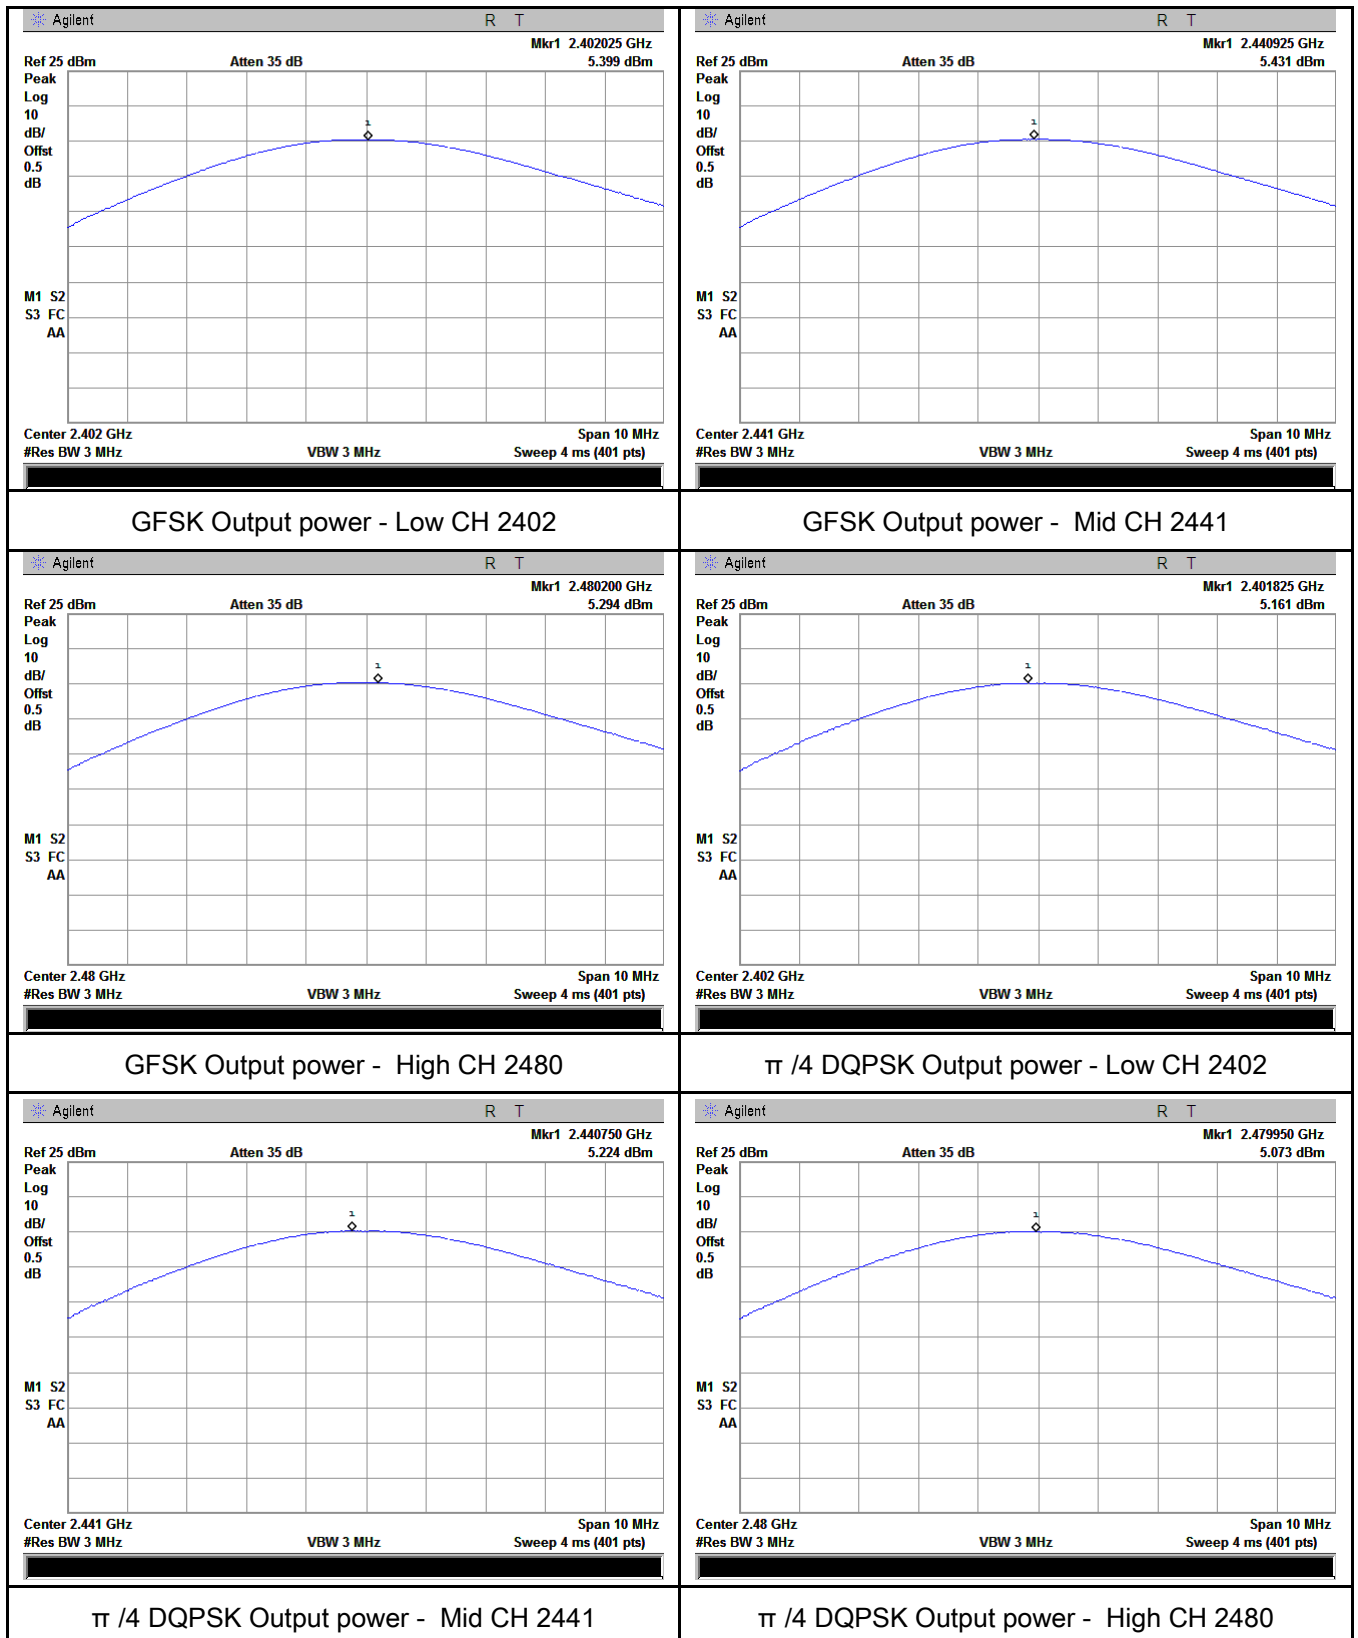 Agilent R T
Mkr1 2.402025 GHz
Ref 25 dBm Atten 35 dB 5.399 dBm
Peak
Log
10
dB/
Offst
0.5
dB
1
M1 S2
S3 FC
AA
Center 2.402 GHz Span 10 MHz
#Res BW 3 MHz VBW 3 MHz Sweep 4 ms (401 pts)
GFSK Output power - Low CH 2402
Agilent R T
Mkr1 2.440925 GHz
Ref 25 dBm Atten 35 dB 5.431 dBm
Peak
Log
10
dB/
Offst
0.5
dB
1
M1 S2
S3 FC
AA
Center 2.441 GHz Span 10 MHz
#Res BW 3 MHz VBW 3 MHz Sweep 4 ms (401 pts)
GFSK Output power - Mid CH 2441
Agilent R T
Mkr1 2.480200 GHz
Ref 25 dBm Atten 35 dB 5.294 dBm
Peak
Log
10
dB/
Offst
0.5
dB
1
M1 S2
S3 FC
AA
Center 2.48 GHz Span 10 MHz
#Res BW 3 MHz VBW 3 MHz Sweep 4 ms (401 pts)
GFSK Output power - High CH 2480
Agilent R T
Mkr1 2.401825 GHz
Ref 25 dBm Atten 35 dB 5.161 dBm
Peak
Log
10
dB/
Offst
0.5
dB
1
M1 S2
S3 FC
AA
Center 2.402 GHz Span 10 MHz
#Res BW 3 MHz VBW 3 MHz Sweep 4 ms (401 pts)
π /4 DQPSK Output power - Low CH 2402
Agilent R T
Mkr1 2.440750 GHz
Ref 25 dBm Atten 35 dB 5.224 dBm
Peak
Log
10
dB/
Offst
0.5
dB
1
M1 S2
S3 FC
AA
Center 2.441 GHz Span 10 MHz
#Res BW 3 MHz VBW 3 MHz Sweep 4 ms (401 pts)
π /4 DQPSK Output power - Mid CH 2441
Agilent R T
Mkr1 2.479950 GHz
Ref 25 dBm Atten 35 dB 5.073 dBm
Peak
Log
10
dB/
Offst
0.5
dB
1
M1 S2
S3 FC
AA
Center 2.48 GHz Span 10 MHz
#Res BW 3 MHz VBW 3 MHz Sweep 4 ms (401 pts)
π /4 DQPSK Output power - High CH 2480